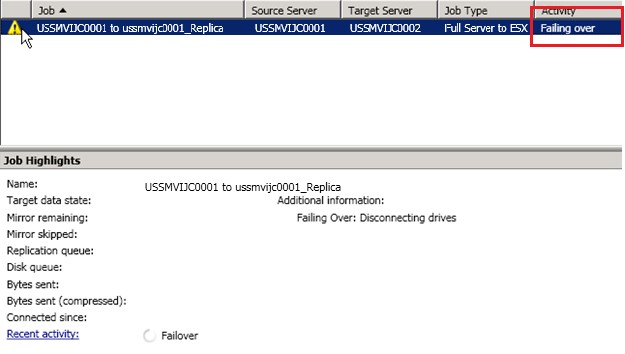 Job Source Server Target Server Job Type Activity
USSMVIJC0001 to ussmvijc0001_Replica USSMVIJC0001 USSMVIJC0002 Full Server to ESX Failing over
Job Highlights
Name: USSMVIJC0001 to ussmvijc0001_Replica
Target data state: Additional information:
Mirror remaining: Failing Over: Disconnecting drives
Mirror skipped:
Replication queue:
Disk queue:
Bytes sent:
Bytes sent (compressed):
Connected since:
Recent activity: Failover